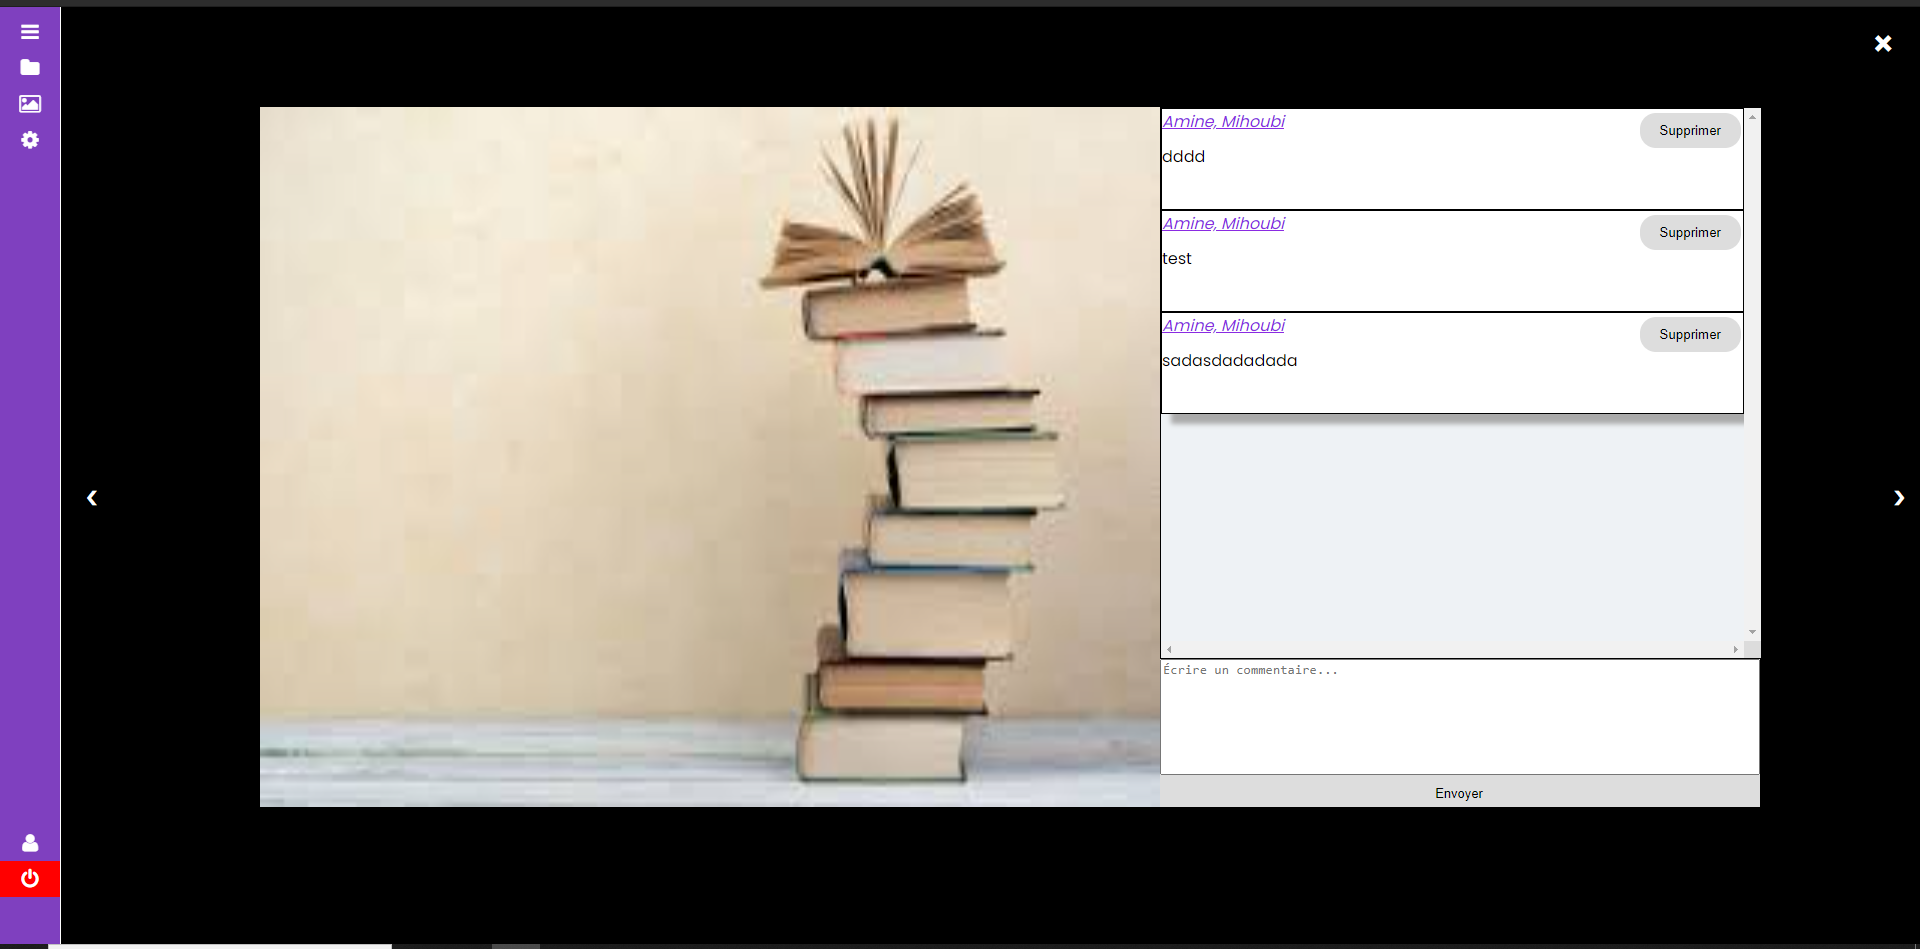 Amine, Mihoubi
Supprimer
dddd
Amine, Mihoubi
Supprimer
test
Amine, Mihoubi
Supprimer
sadasdadadada
Écrire un commentaire...
Envoyer